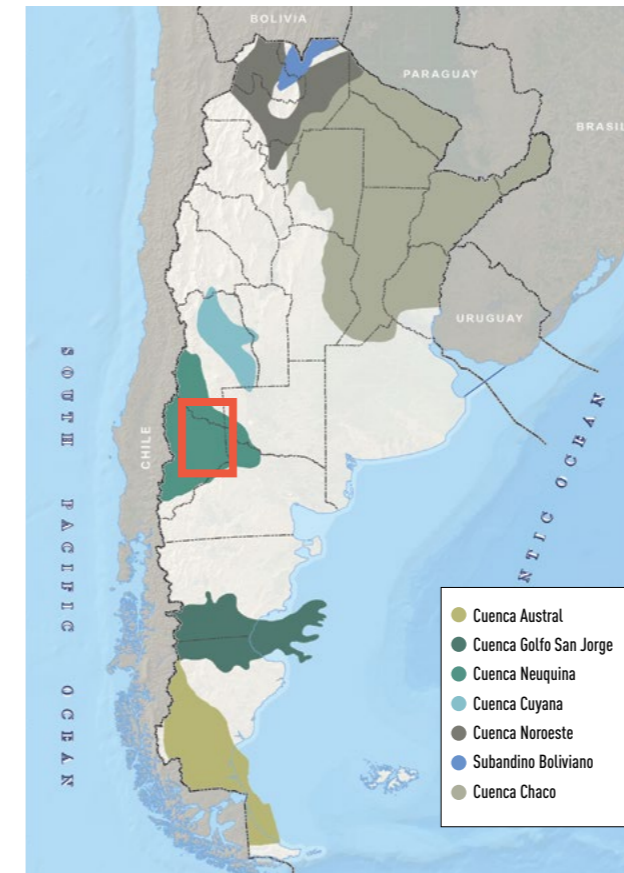 BOLIVIA
PARAGUAY
BRASIL
URUGUAY
CHILE
SOUTH PACIFIC OCEAN
NTIC OCEAN
Cuenca Austral
Cuenca Golfo San Jorge
Cuenca Neuquina
Cuenca Cuyana
Cuenca Noroeste
Subandino Boliviano
Cuenca Chaco